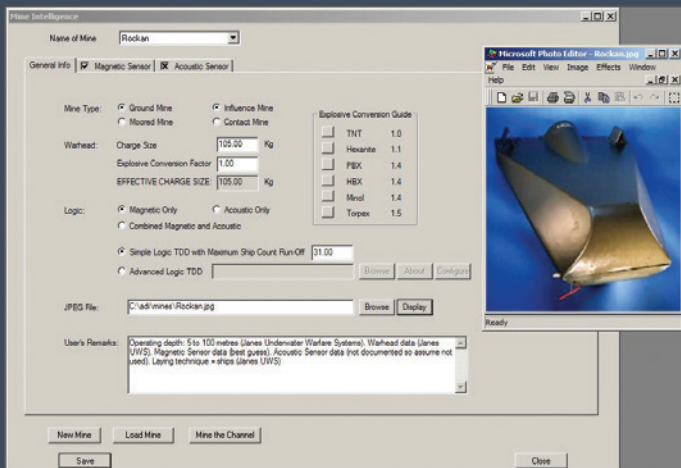 Mine Intelligence
Name of Mine Rockan
General Info Magnetic Sensor Acoustic Sensor
Mine Type: Ground Mine Influence Mine
Moored Mine Contact Mine
Warhead: Charge Size 105.00 Kg
Explosive Conversion Factor 1.00
EFFECTIVE CHARGE SIZE: 105.00 Kg
Explosive Conversion Guide
TNT 1.0
Hexanite 1.1
PBX 1.4
HBX 1.4
Minol 1.4
Torpex 1.5
Logic: Magnetic Only Acoustic Only
Combined Magnetic and Acoustic
Simple Logic TDD with Maximum Ship Count Run-Off 31.00
Advanced Logic TDD Browse About Configure
JPEG File: C:\adi\mines\Rockan.jpg Browse Display
User's Remarks: Operating depth: 5 to 100 metres (Janes Underwater Warfare Systems). Warhead data (Janes
UWS). Magnetic Sensor data (best guess). Acoustic Sensor data (not documented so assume not
used). Laying technique = ships (Janes UWS)
New Mine Load Mine Mine the Channel
Save Close
Microsoft Photo Editor - Rockan.jpg
File Edit View Image Effects Window
Help
Ready